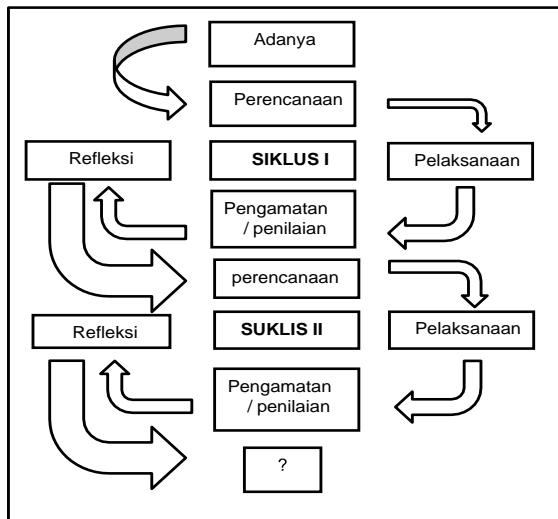 Adanya
Perencanaan
Refleksi
SIKLUS I
Pelaksanaan
Pengamatan
/ penilaian
perencanaan
Refleksi
SUKLIS II
Pelaksanaan
Pengamatan
/ penilaian
?